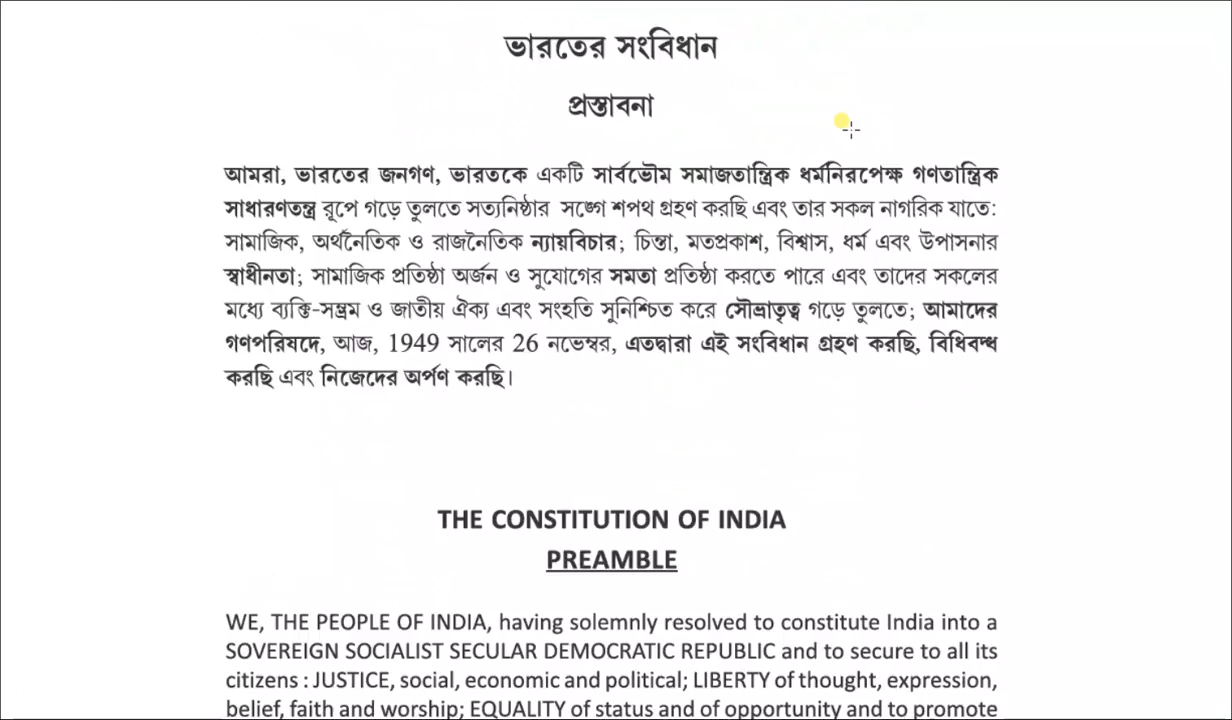 ভারতের সংবিধান
প্রস্তাবনা
আমরা, ভারতের জনগণ, ভারতকে একটি সার্বভৌম সমাজতান্ত্রিক ধর্মনিরপেক্ষ গণতান্ত্রিক
সাধারণতন্ত্র রূপে গড়ে তুলতে সত্যনিষ্ঠার সঙ্গে শপথ গ্রহণ করছি এবং তার সকল নাগরিক যাতে:
সামাজিক, অর্থনৈতিক ও রাজনৈতিক ন্যায়বিচার; চিন্তা, মতপ্রকাশ, বিশ্বাস, ধর্ম এবং উপাসনার
স্বাধীনতা; সামাজিক প্রতিষ্ঠা অর্জন ও সুযোগের সমতা প্রতিষ্ঠা করতে পারে এবং তাদের সকলের
মধ্যে ব্যক্তি-সম্ভ্রম ও জাতীয় ঐক্য এবং সংহতি সুনিশ্চিত করে সৌভ্রাতৃত্ব গড়ে তুলতে; আমাদের
গণপরিষদে, আজ, 1949 সালের 26 নভেম্বর, এতদ্বারা এই সংবিধান গ্রহণ করছি, বিধিবদ্ধ
করছি এবং নিজেদের অর্পণ করছি।
THE CONSTITUTION OF INDIA
PREAMBLE
WE, THE PEOPLE OF INDIA, having solemnly resolved to constitute India into a
SOVEREIGN SOCIALIST SECULAR DEMOCRATIC REPUBLIC and to secure to all its
citizens : JUSTICE, social, economic and political; LIBERTY of thought, expression,
belief, faith and worship; EQUALITY of status and of opportunity and to promote